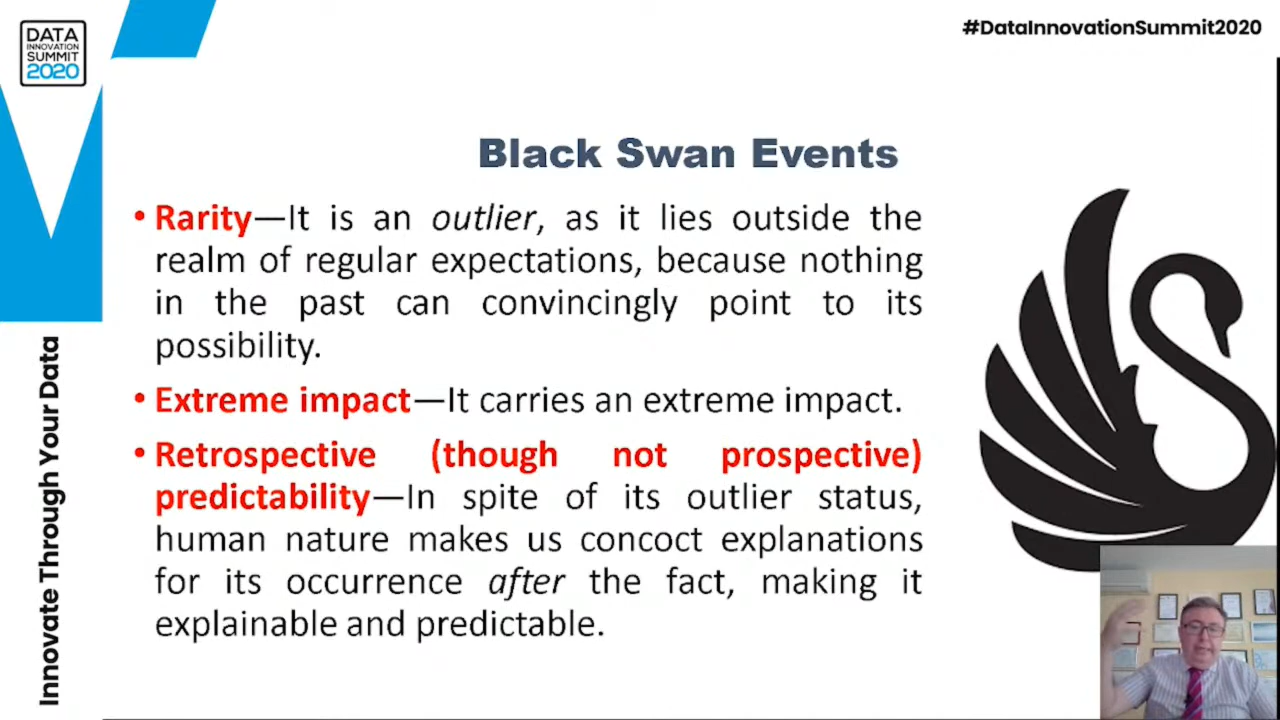 DATA
INNOVATION
SUMMIT
2020
#DataInnovationSummit2020
Innovate Through Your Data
Black Swan Events
• Rarity—It is an outlier, as it lies outside the
realm of regular expectations, because nothing
in the past can convincingly point to its
possibility.
• Extreme impact—It carries an extreme impact.
• Retrospective (though not prospective)
predictability—In spite of its outlier status,
human nature makes us concoct explanations
for its occurrence after the fact, making it
explainable and predictable.